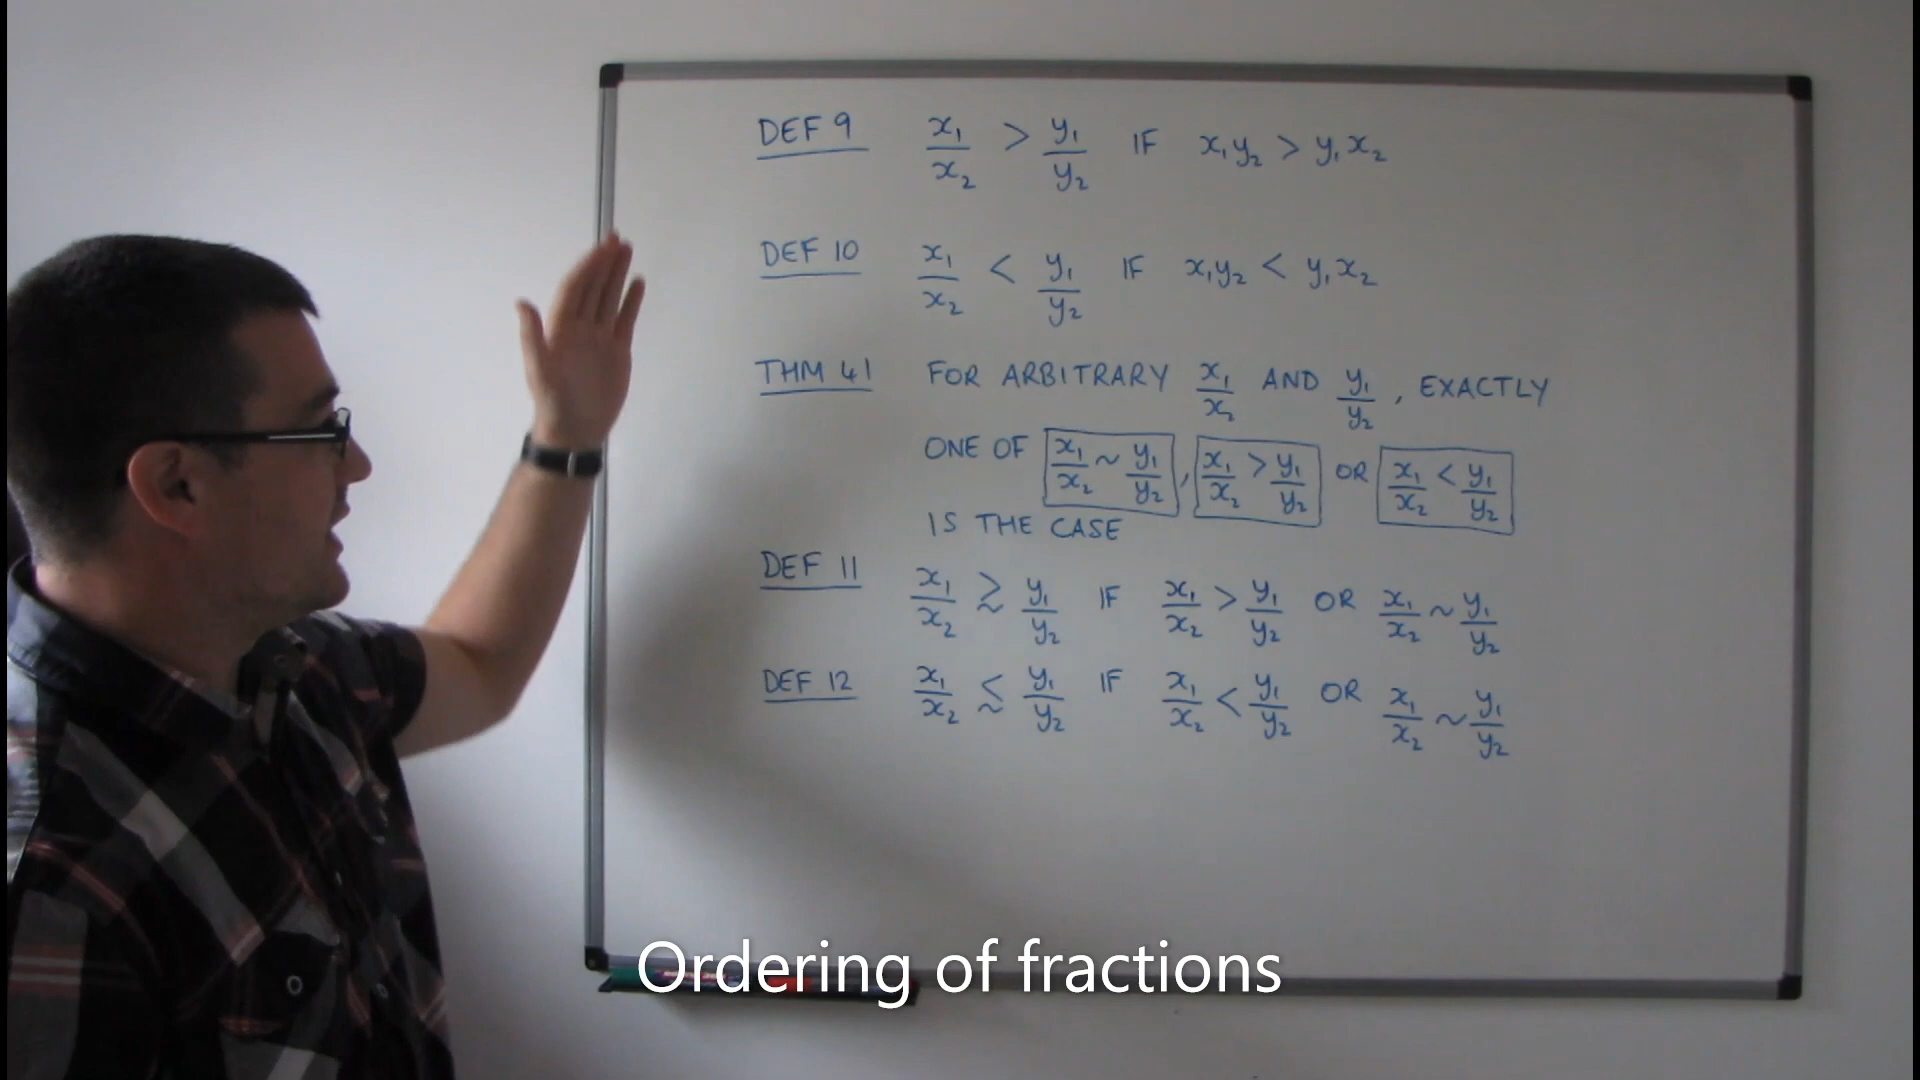 DEF 9 x₁/x₂ > y₁/y₂ IF x₁y₂ > y₁x₂
DEF 10 x₁/x₂ < y₁/y₂ IF x₁y₂ < y₁x₂
THM 41 FOR ARBITRARY x₁/x₂ AND y₁/y₂, EXACTLY
ONE OF x₁/x₂ ~ y₁/y₂, x₁/x₂ > y₁/y₂ OR x₁/x₂ < y₁/y₂
IS THE CASE
DEF 11 x₁/x₂ ≳ y₁/y₂ IF x₁/x₂ > y₁/y₂ OR x₁/x₂ ~ y₁/y₂
DEF 12 x₁/x₂ ≲ y₁/y₂ IF x₁/x₂ < y₁/y₂ OR x₁/x₂ ~ y₁/y₂
Ordering of fractions